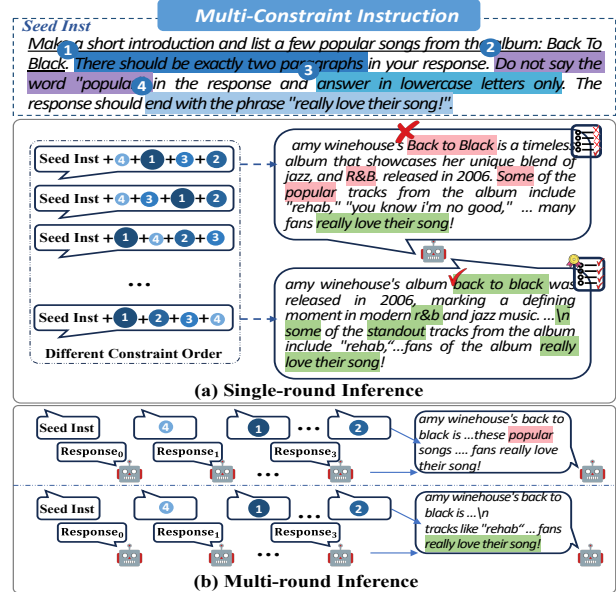 Multi-Constraint Instruction
Seed Inst
Make a short introduction and list a few popular songs from the album: Back To
Black. There should be exactly two paragraphs in your response. Do not say the
word "popular" in the response and answer in lowercase letters only. The
response should end with the phrase "really love their song!".
1
2
3
4
Seed Inst + 4 + 1 + 3 + 2
Seed Inst + 4 + 3 + 1 + 2
Seed Inst + 1 + 4 + 2 + 3
...
Seed Inst + 1 + 2 + 3 + 4
Different Constraint Order
amy winehouse's Back to Black is a timeless
album that showcases her unique blend of
jazz, and R&B. released in 2006. Some of the
popular tracks from the album include
"rehab," "you know i'm no good," ... many
fans really love their song!
amy winehouse's album back to black was
released in 2006, marking a defining
moment in modern r&b and jazz music. ...\n
some of the standout tracks from the album
include "rehab,“...fans of the album really
love their song!
(a) Single-round Inference
Seed Inst
4
1
...
2
Response0
Response1
...
Response3
amy winehouse's back to
black is ...these popular
songs .... fans really love
their song!
Seed Inst
4
1
...
2
Response0
Response1
...
Response3
amy winehouse's back to
black is ...\n
tracks like "rehab“ ... fans
really love their song!
(b) Multi-round Inference